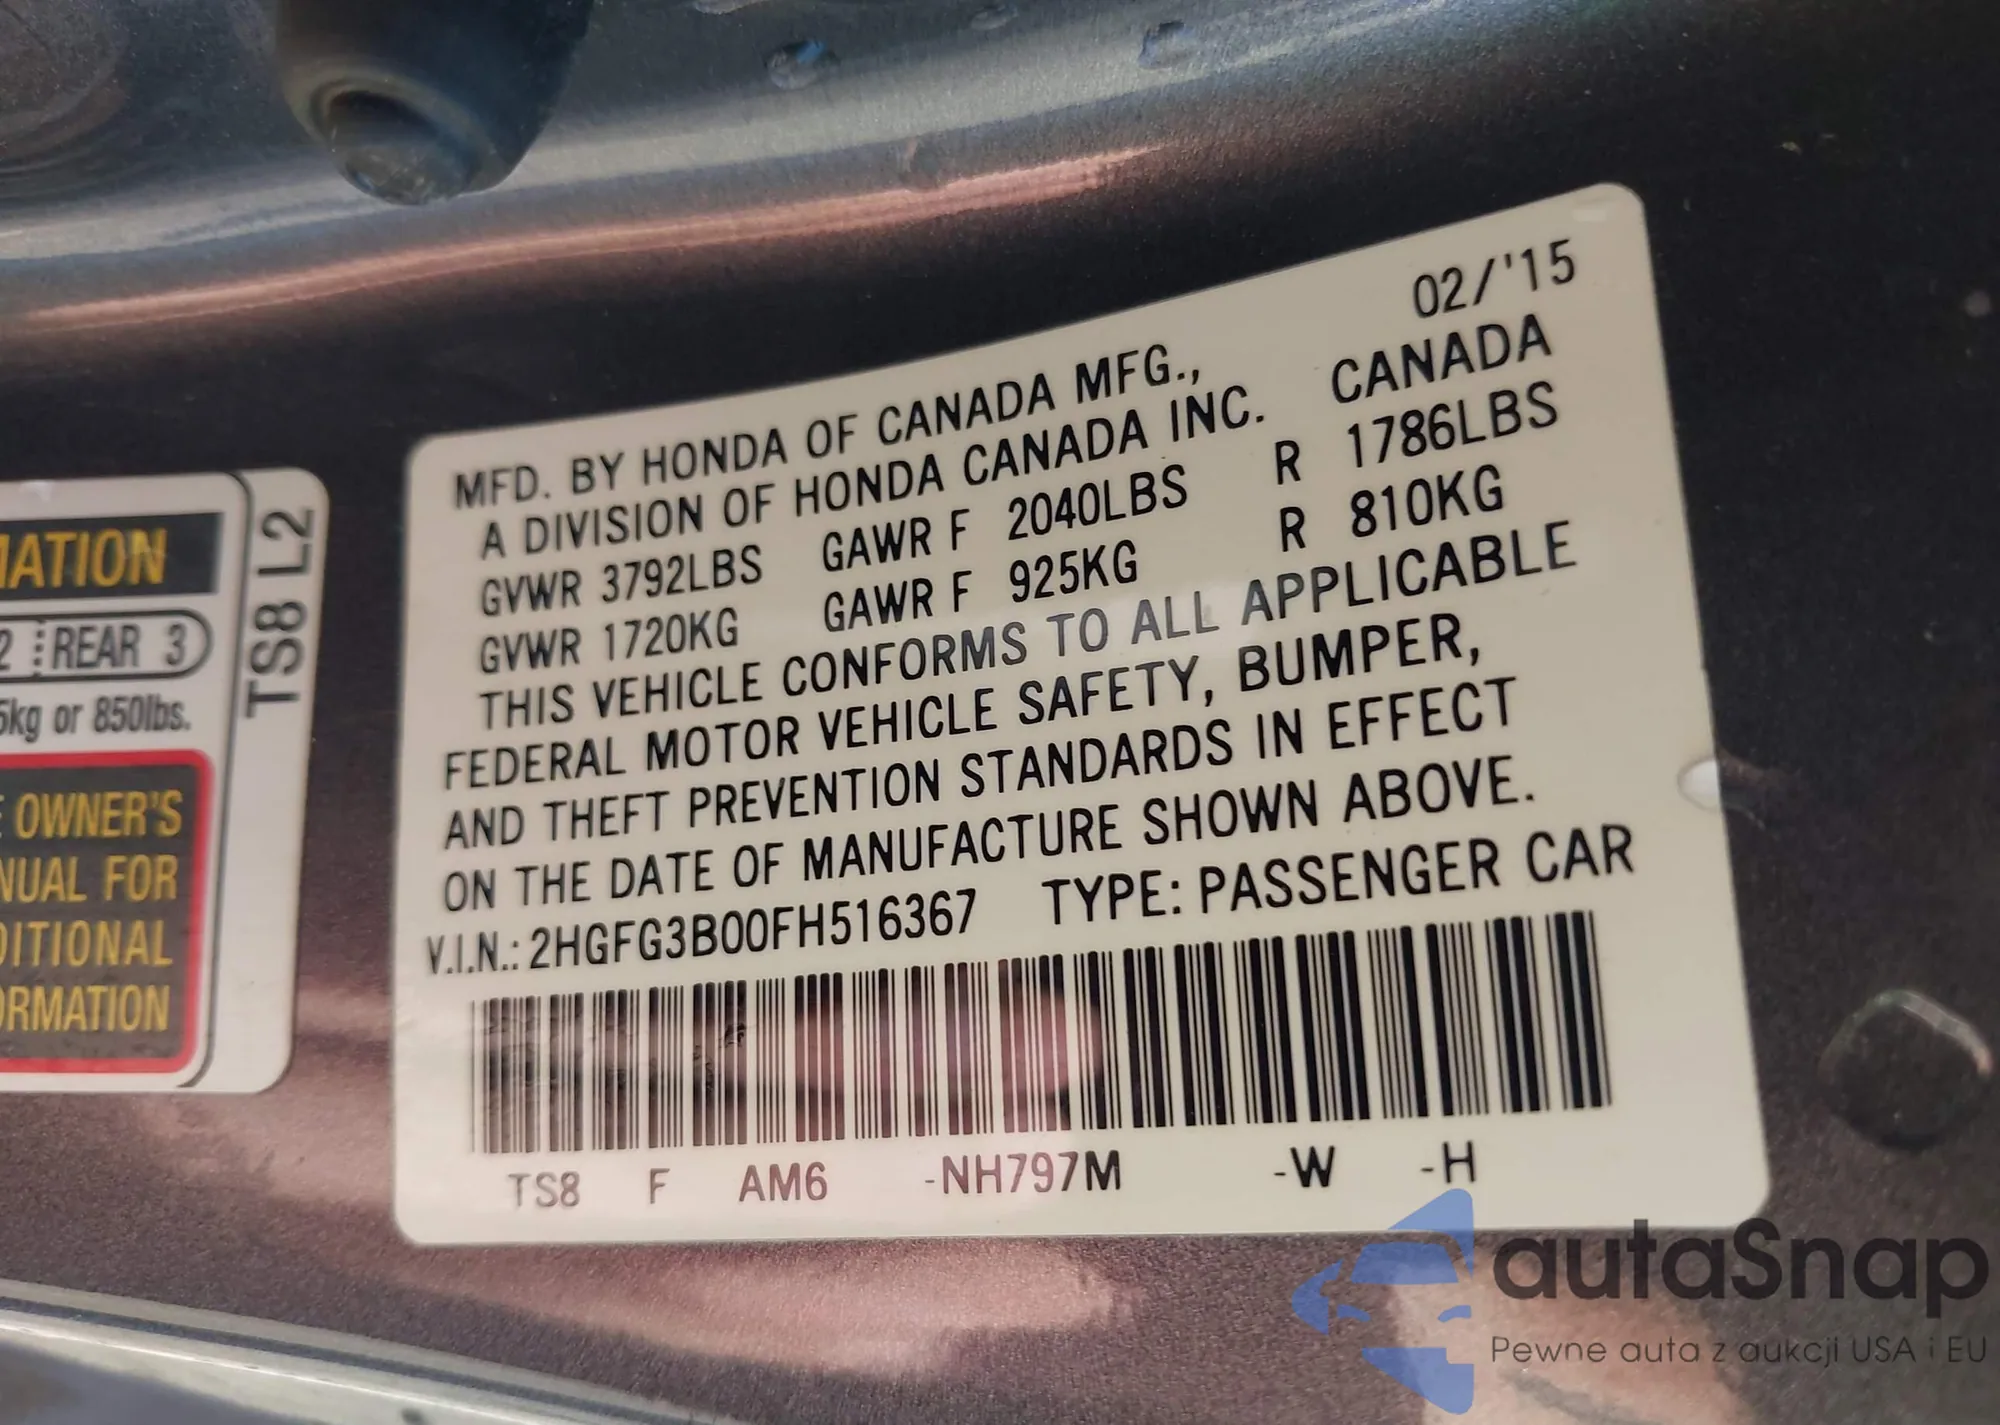 MATION
2 REAR 3
5kg or 850lbs.
OWNER'S
NUAL FOR
DITIONAL
ORMATION
TS8 L2
02/'15
MFD. BY HONDA OF CANADA MFG.,
A DIVISION OF HONDA CANADA INC. CANADA
GVWR 3792LBS GAWR F 2040LBS R 1786LBS
GVWR 1720KG GAWR F 925KG R 810KG
THIS VEHICLE CONFORMS TO ALL APPLICABLE
FEDERAL MOTOR VEHICLE SAFETY, BUMPER,
AND THEFT PREVENTION STANDARDS IN EFFECT
ON THE DATE OF MANUFACTURE SHOWN ABOVE.
V.I.N.: 2HGFG3B00FH516367 TYPE: PASSENGER CAR
TS8 F AM6 -NH797M -W -H
autaSnap
Pewne auta z aukcji USA i EU